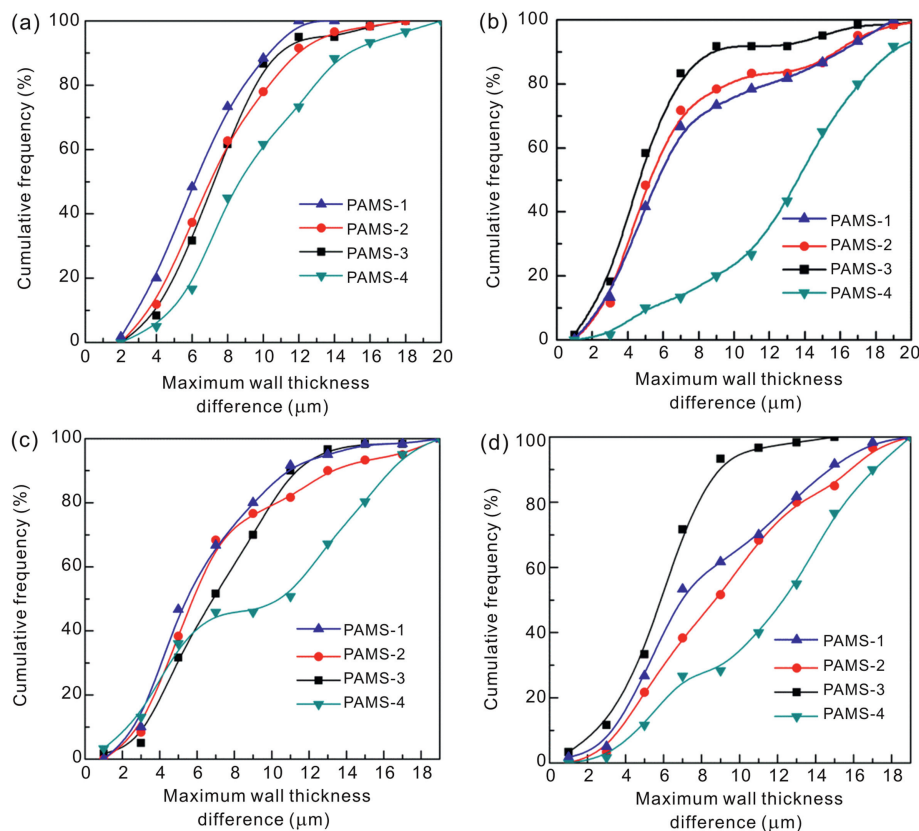 (a)
Cumulative frequency (%)
100
80
60
40
20
0
PAMS-1
PAMS-2
PAMS-3
PAMS-4
0 2 4 6 8 10 12 14 16 18 20
Maximum wall thickness
difference (μm)
(b)
Cumulative frequency (%)
100
80
60
40
20
0
PAMS-1
PAMS-2
PAMS-3
PAMS-4
0 2 4 6 8 10 12 14 16 18 20
Maximum wall thickness
difference (μm)
(c)
Cumulative frequency (%)
100
80
60
40
20
0
PAMS-1
PAMS-2
PAMS-3
PAMS-4
0 2 4 6 8 10 12 14 16 18
Maximum wall thickness
difference (μm)
(d)
Cumulative frequency (%)
100
80
60
40
20
0
PAMS-1
PAMS-2
PAMS-3
PAMS-4
0 2 4 6 8 10 12 14 16 18
Maximum wall thickness
difference (μm)